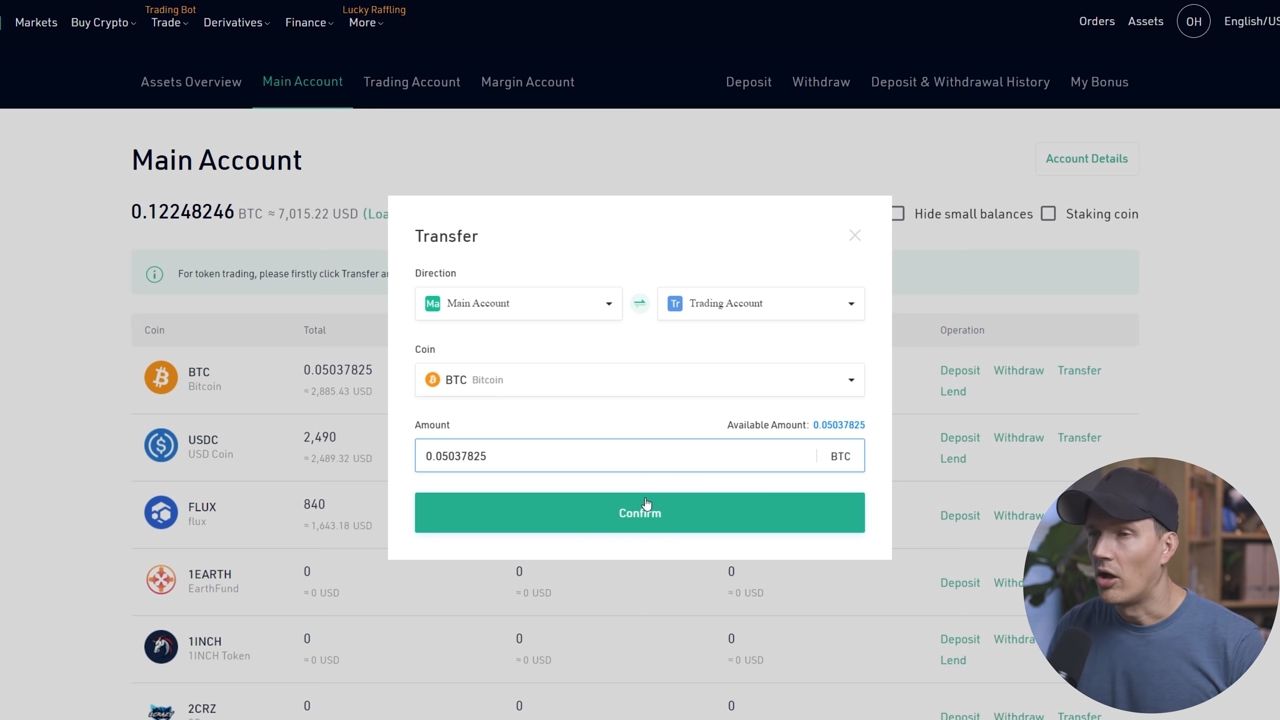 Trading Bot
Lucky Raffling
Markets Buy Crypto Trade Derivatives Finance More Orders Assets OH English/US
Assets Overview Main Account Trading Account Margin Account Deposit Withdraw Deposit & Withdrawal History My Bonus
Main Account
Account Details
0.12248246 BTC ≈ 7,015.22 USD
Hide small balances Staking coin
For token trading, please firstly click Transfer
Transfer
Direction
Ma Main Account Tr Trading Account
Coin
BTC Bitcoin
Amount Available Amount: 0.05037825
0.05037825 BTC
Confirm
Coin Total Operation
BTC 0.05037825 Deposit Withdraw Transfer
Bitcoin ≈ 2,885.43 USD Lend
USDC 2,490 Deposit Withdraw Transfer
USD Coin ≈ 2,489.32 USD Lend
FLUX 840 Deposit Withdraw
flux ≈ 1,643.18 USD
1EARTH 0 0 0 Deposit
EarthFund ≈ 0 USD ≈ 0 USD ≈ 0 USD
1INCH 0 0 0 Deposit
1INCH Token ≈ 0 USD ≈ 0 USD ≈ 0 USD Lend
2CRZ 0 0 0 Deposit